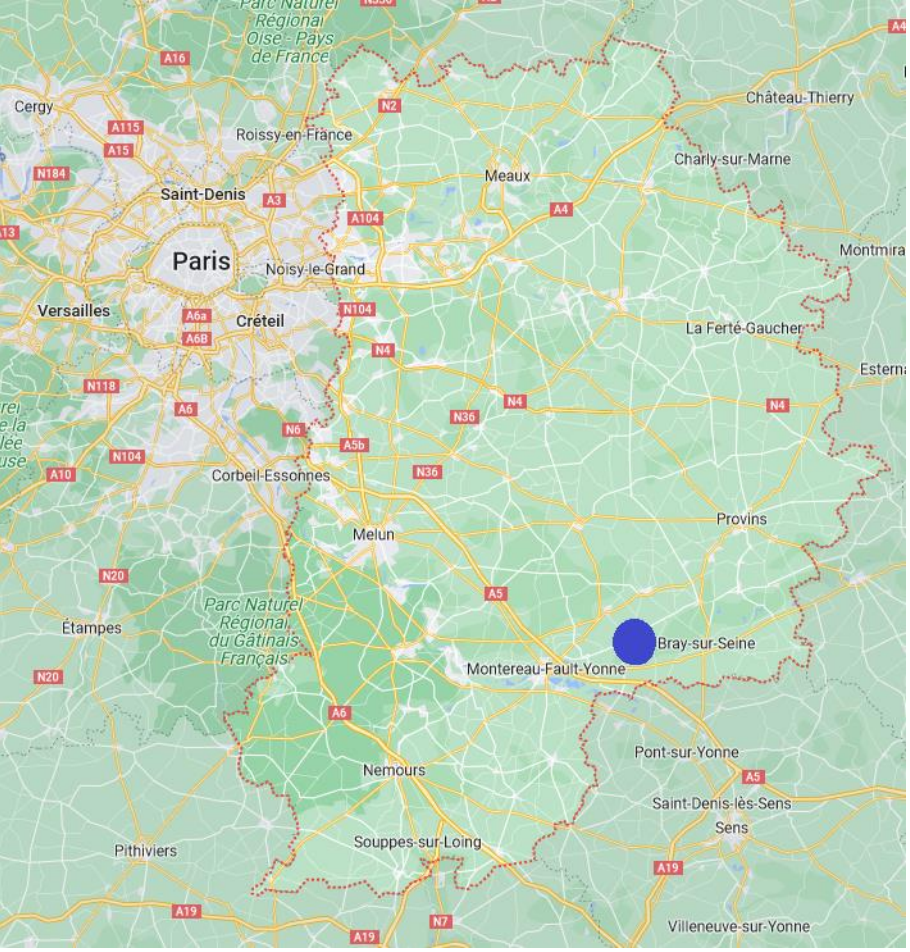 Parc Naturel
Régional
Oise - Pays
de France
A16
Cergy
N2
Château-Thierry
A115
Roissy-en-France
A15
Charly-sur-Marne
N184
Meaux
Saint-Denis
A3
A4
A104
Montmira
Paris
Noisy-le-Grand
Versailles
N104
A6a
Créteil
La Ferté-Gaucher
A6B
N4
Esterna
N118
N4
N4
A6
N36
N6
A5b
N104
A10
Corbeil-Essonnes
N36
Provins
Melun
N20
A5
Parc Naturel
Régional
du Gâtinais
Français
Étampes
Bray-sur-Seine
Montereau-Fault-Yonne
N20
A6
Pont-sur-Yonne
Nemours
A5
Saint-Denis-lès-Sens
Sens
Souppes-sur-Loing
Pithiviers
A19
A19
N7
Villeneuve-sur-Yonne
A19